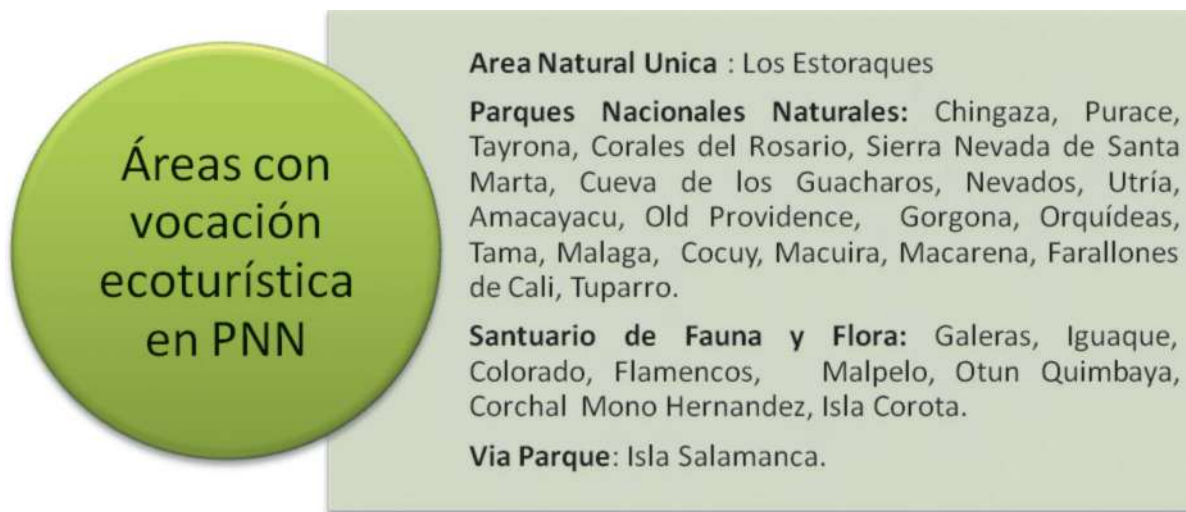 Áreas con
vocación
ecoturística
en PNN
Area Natural Unica : Los Estoraques
Parques Nacionales Naturales: Chingaza, Purace,
Tayrona, Corales del Rosario, Sierra Nevada de Santa
Marta, Cueva de los Guacharos, Nevados, Utría,
Amacayacu, Old Providence, Gorgona, Orquídeas,
Tama, Malaga, Cocuy, Macuira, Macarena, Farallones
de Cali, Tuparro.
Santuario de Fauna y Flora: Galeras, Iguaque,
Colorado, Flamencos, Malpelo, Otun Quimbaya,
Corchal Mono Hernandez, Isla Corota.
Via Parque: Isla Salamanca.